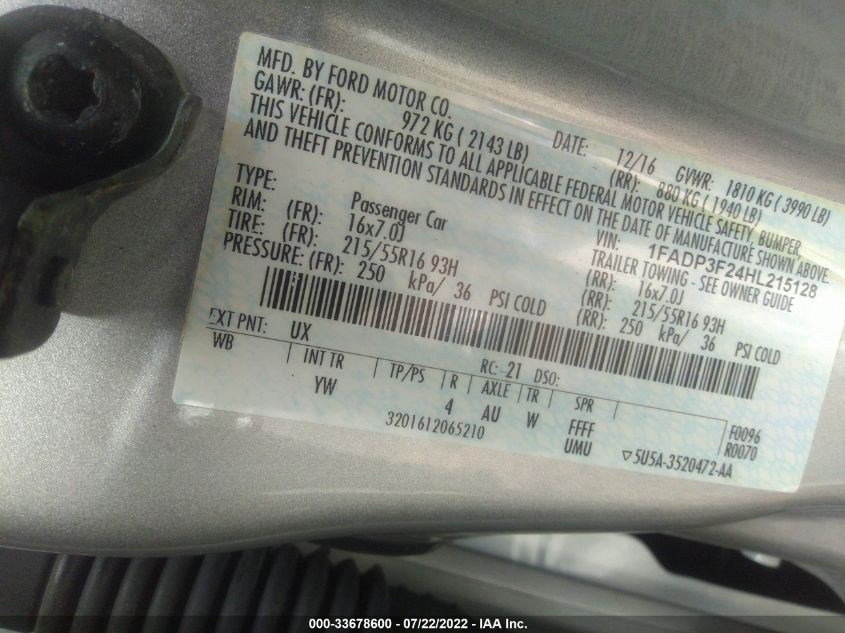 MFD. BY FORD MOTOR CO.
DATE: 12/16 GVWR: 1810 KG ( 3990 LB)
GAWR: (FR): 972 KG ( 2143 LB) (RR): 880 KG ( 1940 LB)
THIS VEHICLE CONFORMS TO ALL APPLICABLE FEDERAL MOTOR VEHICLE SAFETY, BUMPER
AND THEFT PREVENTION STANDARDS IN EFFECT ON THE DATE OF MANUFACTURE SHOWN ABOVE.
VIN: 1FADP3F24HL215128
TYPE: Passenger Car TRAILER TOWING - SEE OWNER GUIDE
RIM: (FR): 16x7.0J (RR): 16x7.0J
TIRE: (FR): 215/55R16 93H (RR): 215/55R16 93H
PRESSURE: (FR): 250 kPa/ 36 PSI COLD (RR): 250 kPa/ 36 PSI COLD
EXT PNT: UX RC: 21 DSO:
WB INT TR TP/PS R AXLE TR SPR
YW 4 AU W FFFF F0096
UMU R0070
3201612065210
▽5U5A-3520472-AA
000-33678600 - 07/22/2022 - IAA Inc.